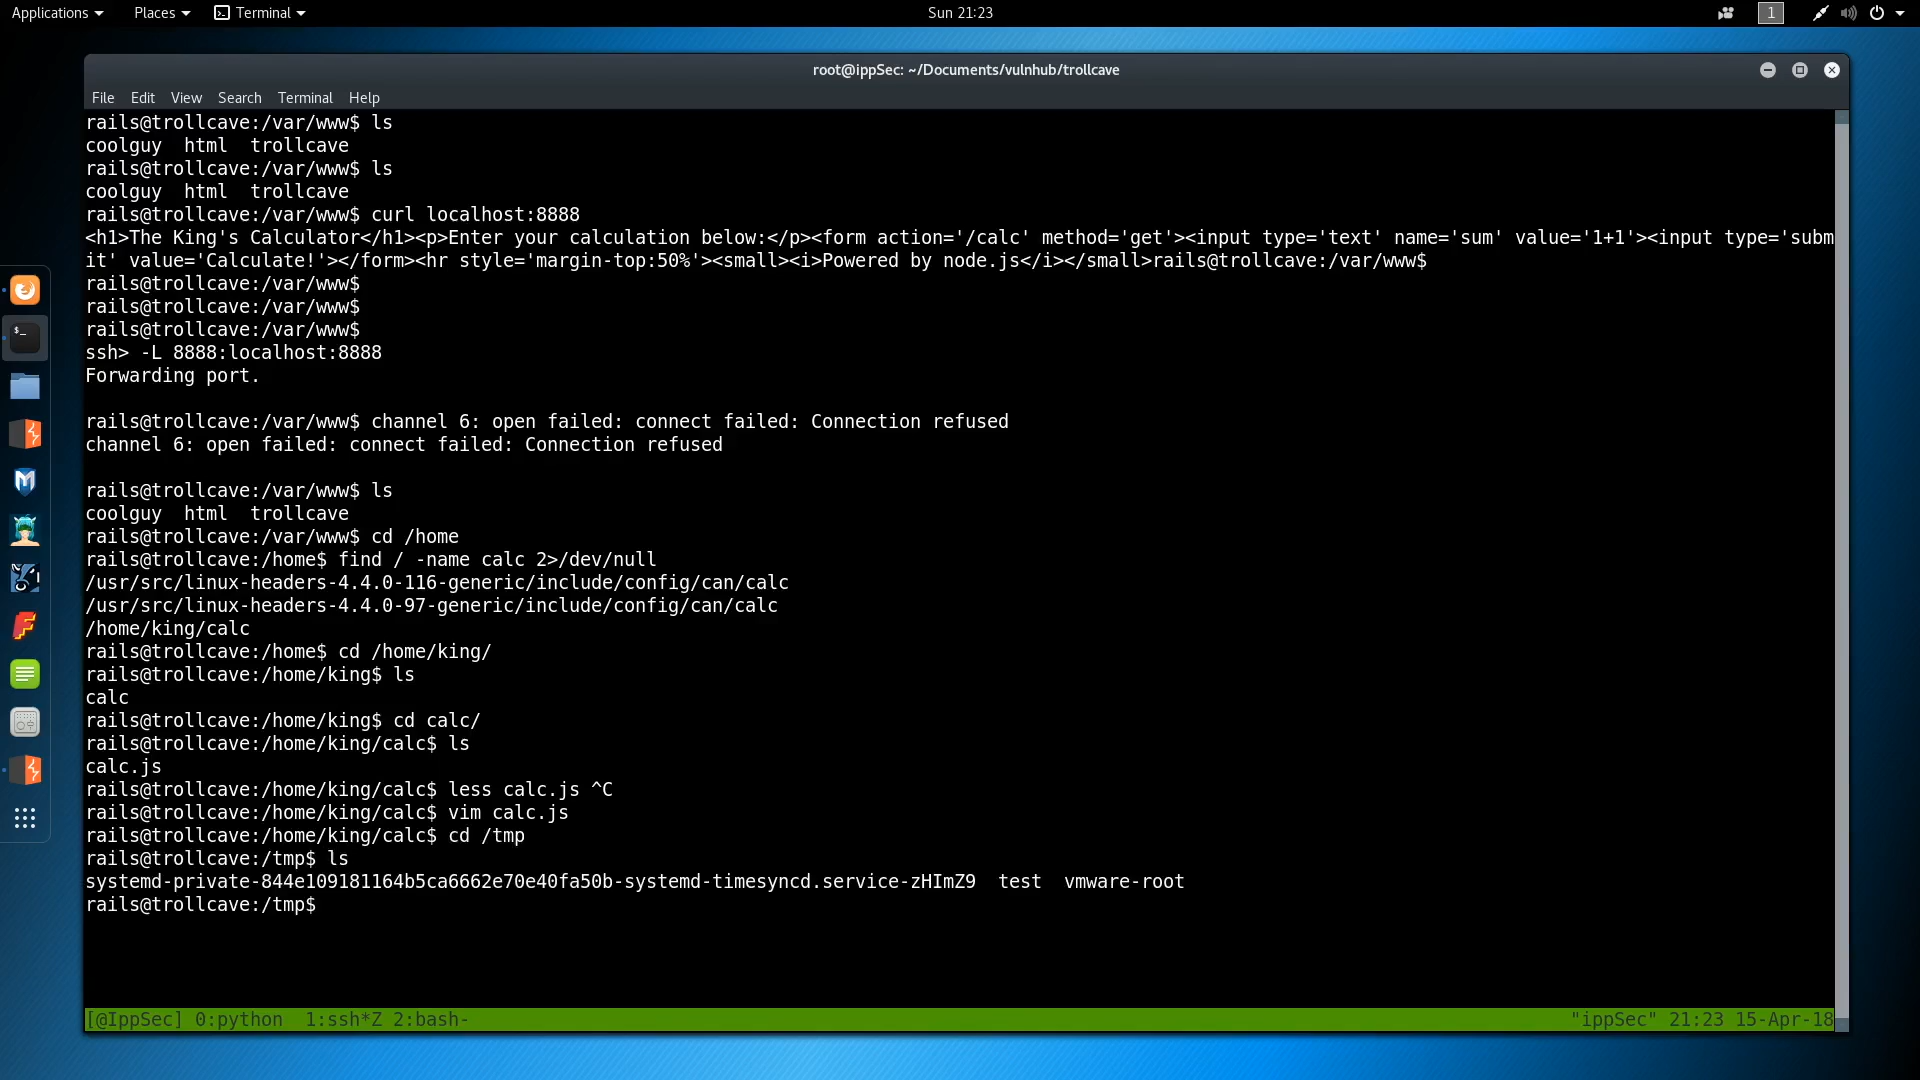 Applications Places Terminal Sun 21:23 1
root@ippSec: ~/Documents/vulnhub/trollcave
File Edit View Search Terminal Help
rails@trollcave:/var/www$ ls
coolguy  html  trollcave
rails@trollcave:/var/www$ ls
coolguy  html  trollcave
rails@trollcave:/var/www$ curl localhost:8888
<h1>The King's Calculator</h1><p>Enter your calculation below:</p><form action='/calc' method='get'><input type='text' name='sum' value='1+1'><input type='subm
it' value='Calculate!'></form><hr style='margin-top:50%'><small><i>Powered by node.js</i></small>rails@trollcave:/var/www$
rails@trollcave:/var/www$
rails@trollcave:/var/www$
rails@trollcave:/var/www$
ssh> -L 8888:localhost:8888
Forwarding port.
rails@trollcave:/var/www$ channel 6: open failed: connect failed: Connection refused
channel 6: open failed: connect failed: Connection refused
rails@trollcave:/var/www$ ls
coolguy  html  trollcave
rails@trollcave:/var/www$ cd /home
rails@trollcave:/home$ find / -name calc 2>/dev/null
/usr/src/linux-headers-4.4.0-116-generic/include/config/can/calc
/usr/src/linux-headers-4.4.0-97-generic/include/config/can/calc
/home/king/calc
rails@trollcave:/home$ cd /home/king/
rails@trollcave:/home/king$ ls
calc
rails@trollcave:/home/king$ cd calc/
rails@trollcave:/home/king/calc$ ls
calc.js
rails@trollcave:/home/king/calc$ less calc.js ^C
rails@trollcave:/home/king/calc$ vim calc.js
rails@trollcave:/home/king/calc$ cd /tmp
rails@trollcave:/tmp$ ls
systemd-private-844e109181164b5ca6662e70e40fa50b-systemd-timesyncd.service-zHImZ9  test  vmware-root
rails@trollcave:/tmp$
[@IppSec] 0:python  1:ssh*Z 2:bash- "ippSec" 21:23 15-Apr-18